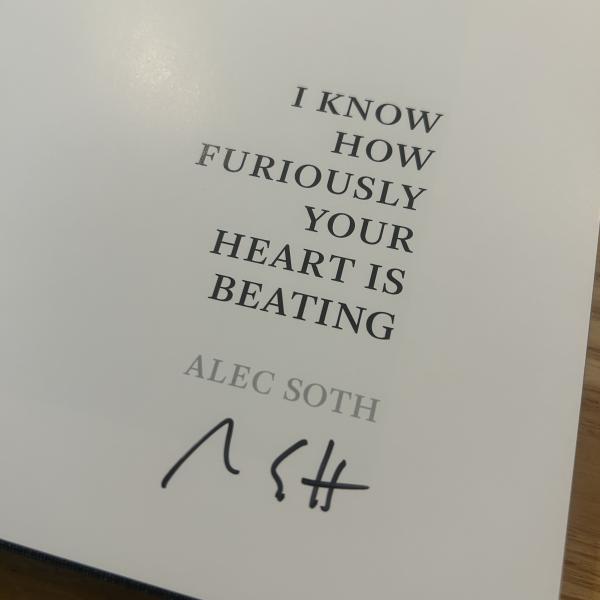 I KNOW
HOW
FURIOUSLY
YOUR
HEART IS
BEATING
ALEC SOTH